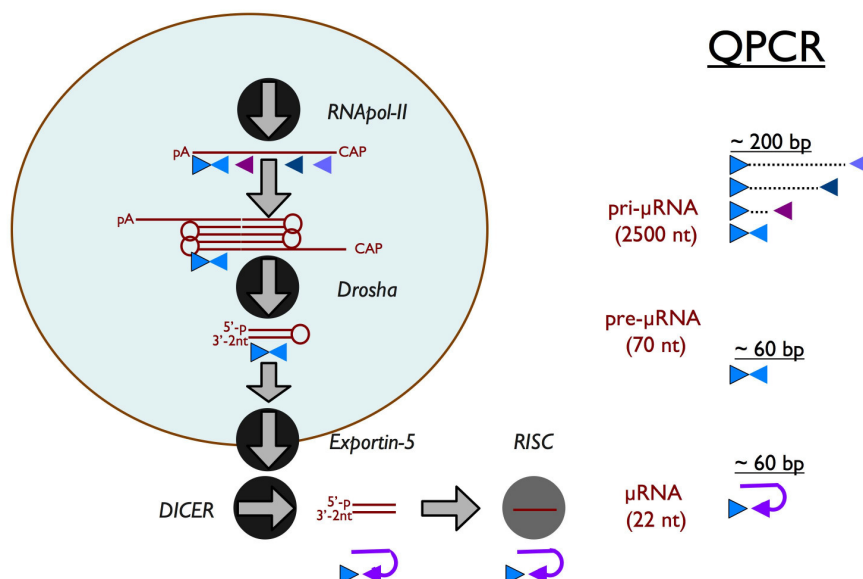 QPCR
RNApol-II
pA
CAP
~ 200 bp
pA
CAP
pri-µRNA
(2500 nt)
Drosha
5'-p
3'-2nt
pre-µRNA
(70 nt)
~ 60 bp
Exportin-5
RISC
~ 60 bp
DICER
5'-p
3'-2nt
µRNA
(22 nt)